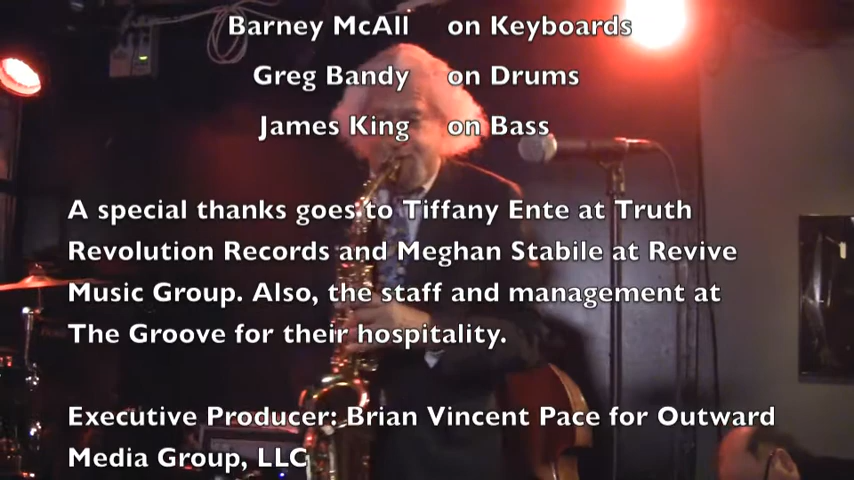 Barney McAll on Keyboards
Greg Bandy on Drums
James King on Bass
A special thanks goes to Tiffany Ente at Truth
Revolution Records and Meghan Stabile at Revive
Music Group. Also, the staff and management at
The Groove for their hospitality.
Executive Producer: Brian Vincent Pace for Outward
Media Group, LLC